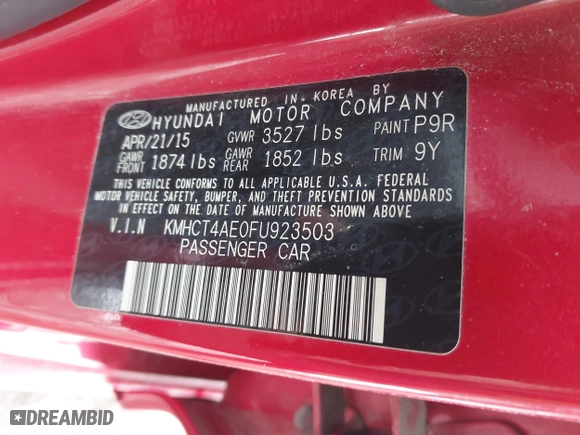 MANUFACTURED IN KOREA BY
HYUNDAI MOTOR COMPANY
APR/21/15 GVWR 3527 lbs PAINT P9R
GAWR FRONT 1874 lbs GAWR REAR 1852 lbs TRIM 9Y
THIS VEHICLE CONFORMS TO ALL APPLICABLE U.S.A. FEDERAL
MOTOR VEHICLE SAFETY, BUMPER, AND THEFT PREVENTION STANDARDS
IN EFFECT ON THE DATE OF MANUFACTURE SHOWN ABOVE
V.I.N KMHCT4AE0FU923503
PASSENGER CAR
DREAMBID